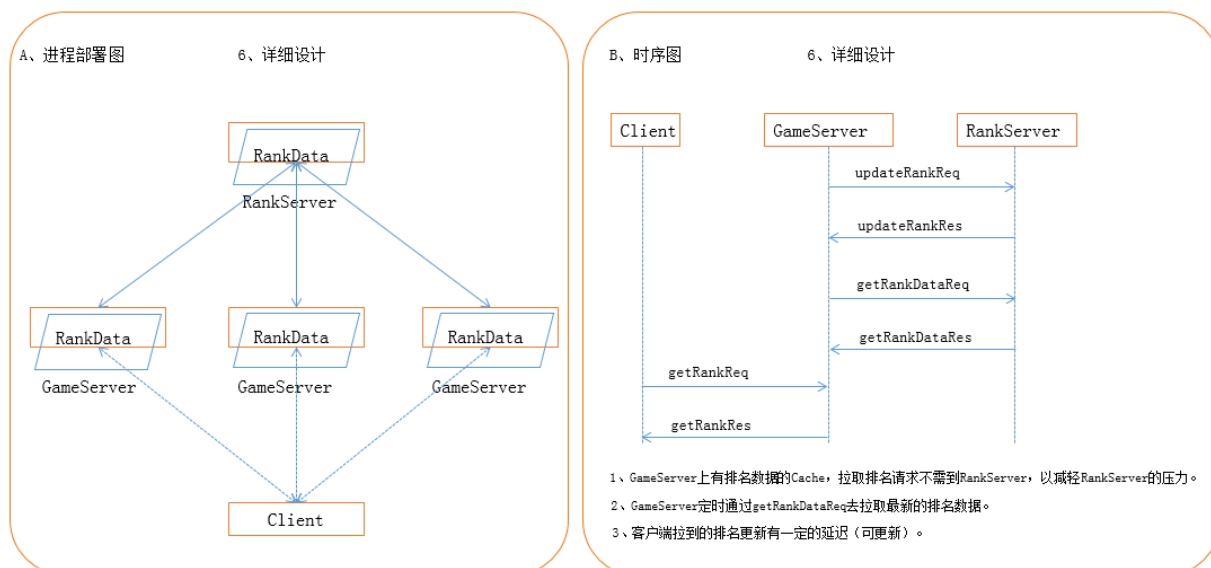 A、进程部署图
6、详细设计
RankData
RankServer
RankData
RankData
RankData
GameServer
GameServer
GameServer
Client
B、时序图
6、详细设计
Client
GameServer
RankServer
updateRankReq
updateRankRes
getRankDataReq
getRankDataRes
getRankReq
getRankRes
1、GameServer上有排名数据的Cache，拉取排名请求不需到RankServer，以减轻RankServer的压力。
2、GameServer定时通过getRankDataReq去拉取最新的排名数据。
3、客户端拉到的排名更新有一定的延迟（可更新）。